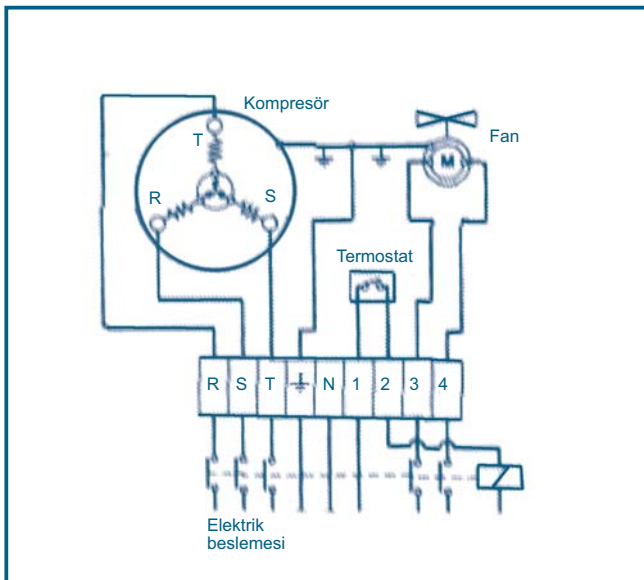 Kompresör
T
Fan
M
R S
Termostat
R S T N 1 2 3 4
Elektrik
beslemesi